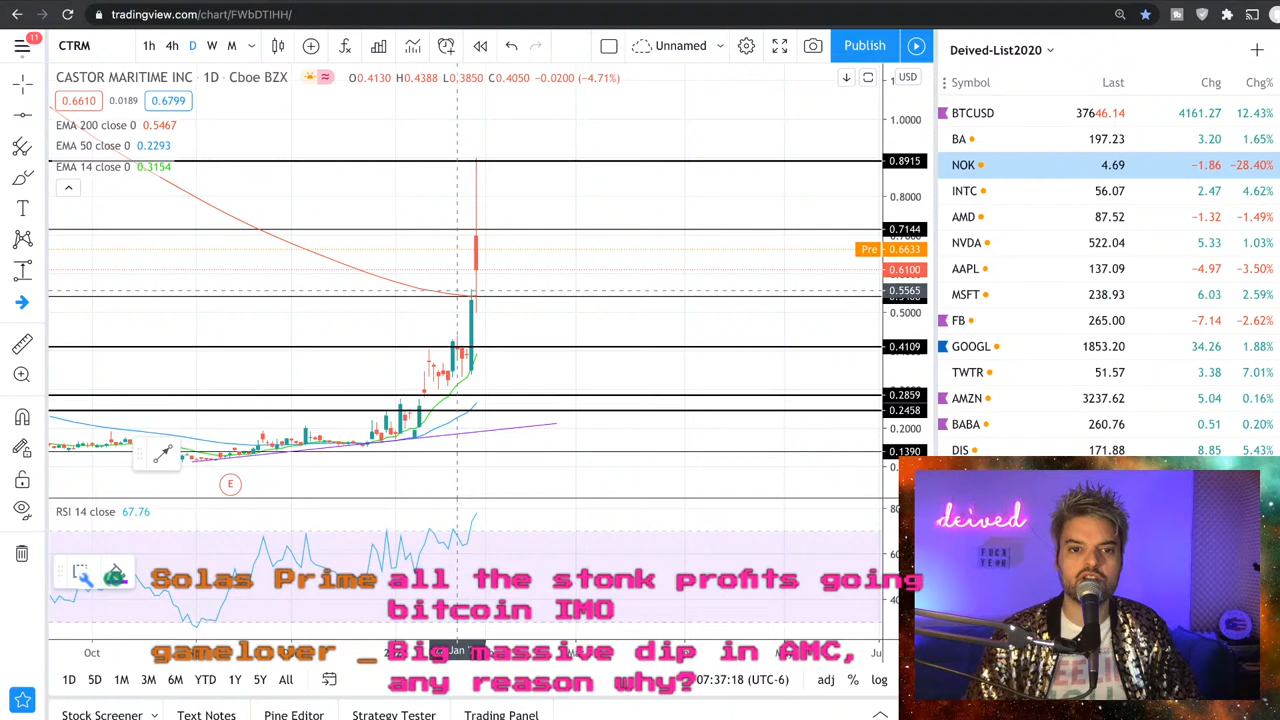 tradingview.com/chart/FWbDTIHH/
11
CTRM
1h 4h D W M
Unnamed
Publish
Deived-List2020
CASTOR MARITIME INC · 1D · Cboe BZX
O0.4130 H0.4388 L0.3850 C0.4050 −0.0200 (−4.71%)
USD
0.6610 0.0189 0.6799
EMA 200 close 0 0.5467
EMA 50 close 0 0.2293
EMA 14 close 0 0.3154
1.0000
0.8915
0.8000
0.7144
Pre 0.6633
0.6100
0.5565
0.5000
0.4109
0.2859
0.2458
0.2000
0.1390
E
RSI 14 close 67.76
60
40
Oct
Jan
Symbol Last Chg Chg%
BTCUSD 37646.14 4161.27 12.43%
BA 197.23 3.20 1.65%
NOK 4.69 −1.86 −28.40%
INTC 56.07 2.47 4.62%
AMD 87.52 −1.32 −1.49%
NVDA 522.04 5.33 1.03%
AAPL 137.09 −4.97 −3.50%
MSFT 238.93 6.03 2.59%
FB 265.00 −7.14 −2.62%
GOOGL 1853.20 34.26 1.88%
TWTR 51.57 3.38 7.01%
AMZN 3237.62 5.04 0.16%
BABA 260.76 0.51 0.20%
DIS 171.88 8.85 5.43%
deived
FUCK
YEAH
Solgs Prime all the stonk profits going
bitcoin IMO
gamelover _ Big massive dip in AMC,
any reason why?
1D 5D 1M 3M 6M YTD 1Y 5Y All
07:37:18 (UTC-6)
adj % log
Stock Screener Text Notes Pine Editor Strategy Tester Trading Panel